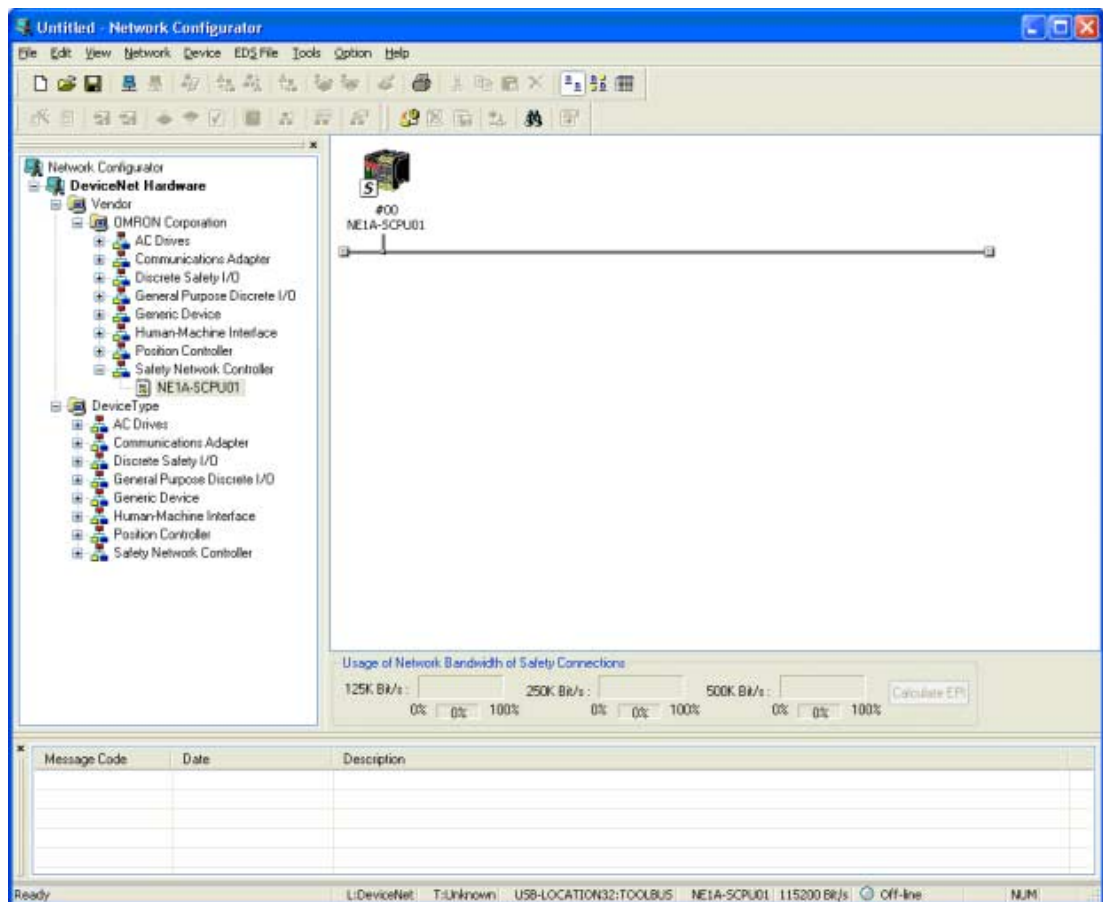 Untitled - Network Configurator
File Edit View Network Device EDS File Tools Option Help
Network Configurator
DeviceNet Hardware
Vendor
OMRON Corporation
AC Drives
Communications Adapter
Discrete Safety I/O
General Purpose Discrete I/O
Generic Device
Human-Machine Interface
Position Controller
Safety Network Controller
NE1A-SCPU01
DeviceType
AC Drives
Communications Adapter
Discrete Safety I/O
General Purpose Discrete I/O
Generic Device
Human-Machine Interface
Position Controller
Safety Network Controller
S
#00
NE1A-SCPU01
Usage of Network Bandwidth of Safety Connections
125K Bit/s : 250K Bit/s : 500K Bit/s : Calculate EPI
0% 0% 100% 0% 0% 100% 0% 0% 100%
Message Code Date Description
Ready L:DeviceNet T:Unknown USB-LOCATION32:TOOLBUS NE1A-SCPU01 115200 Bit/s Off-line NUM